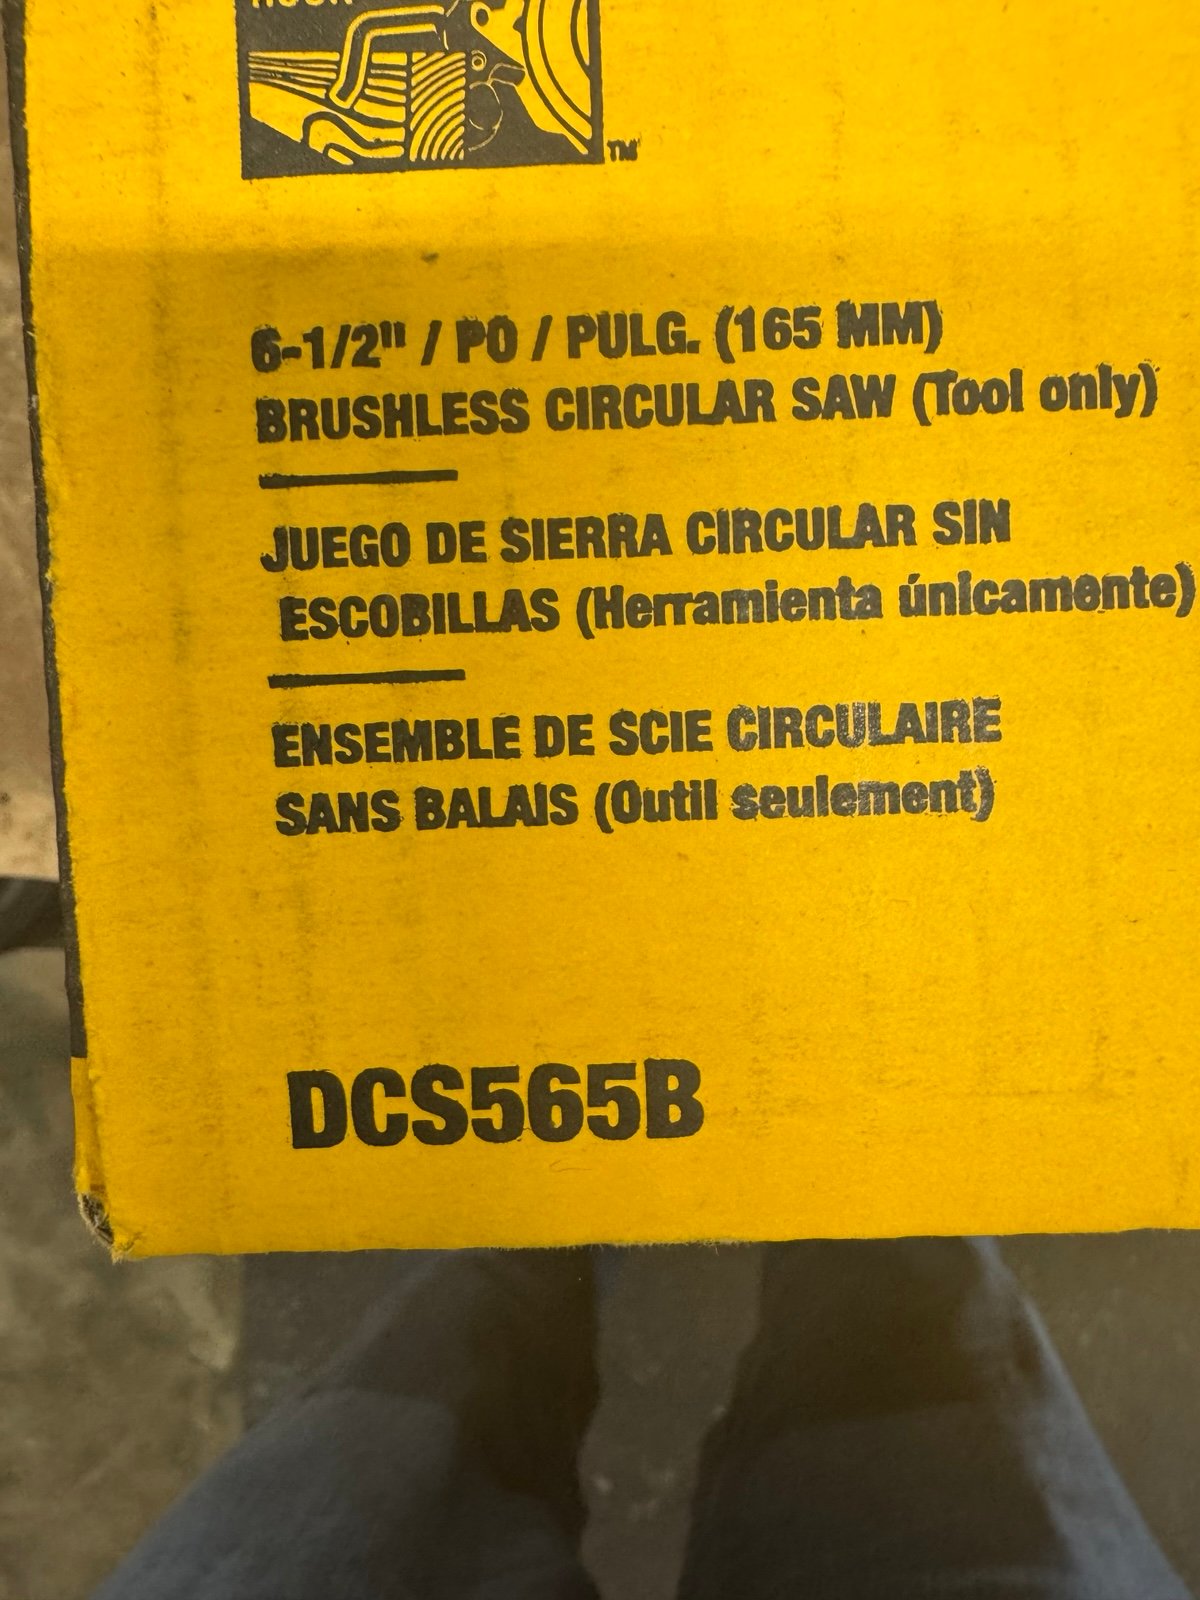 TM
6-1/2" / PO / PULG. (165 MM)
BRUSHLESS CIRCULAR SAW (Tool only)
JUEGO DE SIERRA CIRCULAR SIN
ESCOBILLAS (Herramienta únicamente)
ENSEMBLE DE SCIE CIRCULAIRE
SANS BALAIS (Outil seulement)
DCS565B